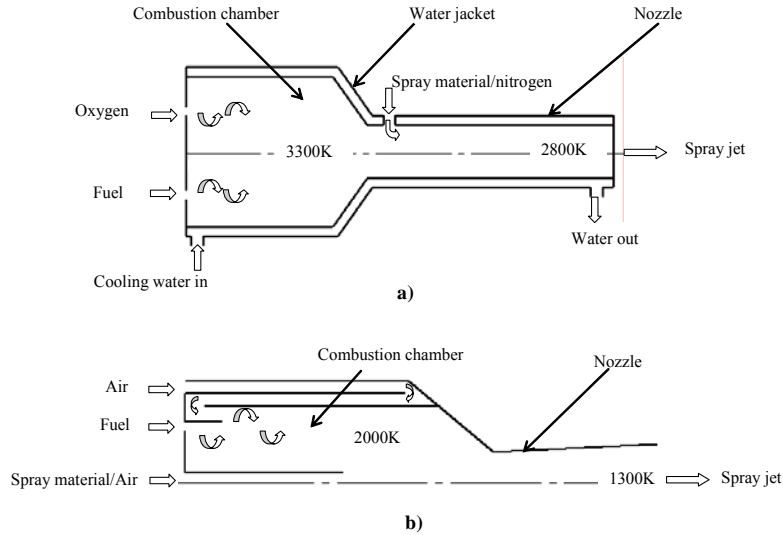 Combustion chamber
Water jacket
Nozzle
Spray material/nitrogen
Oxygen
3300K
2800K
Spray jet
Fuel
Water out
Cooling water in
a)
Combustion chamber
Nozzle
Air
Fuel
2000K
Spray material/Air
1300K
Spray jet
b)